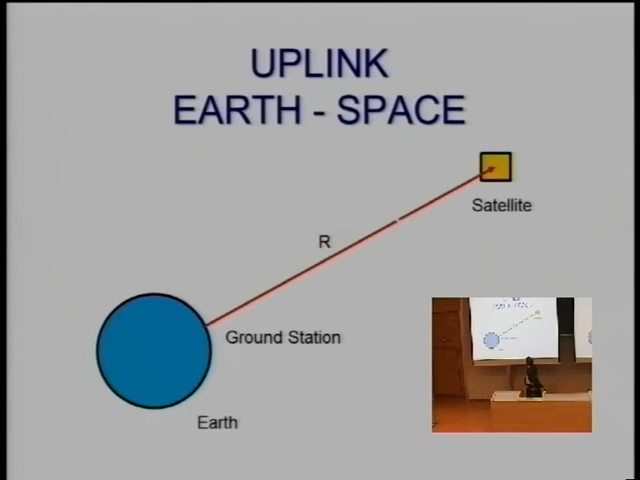 UPLINK
EARTH - SPACE
Satellite
R
Ground Station
Earth